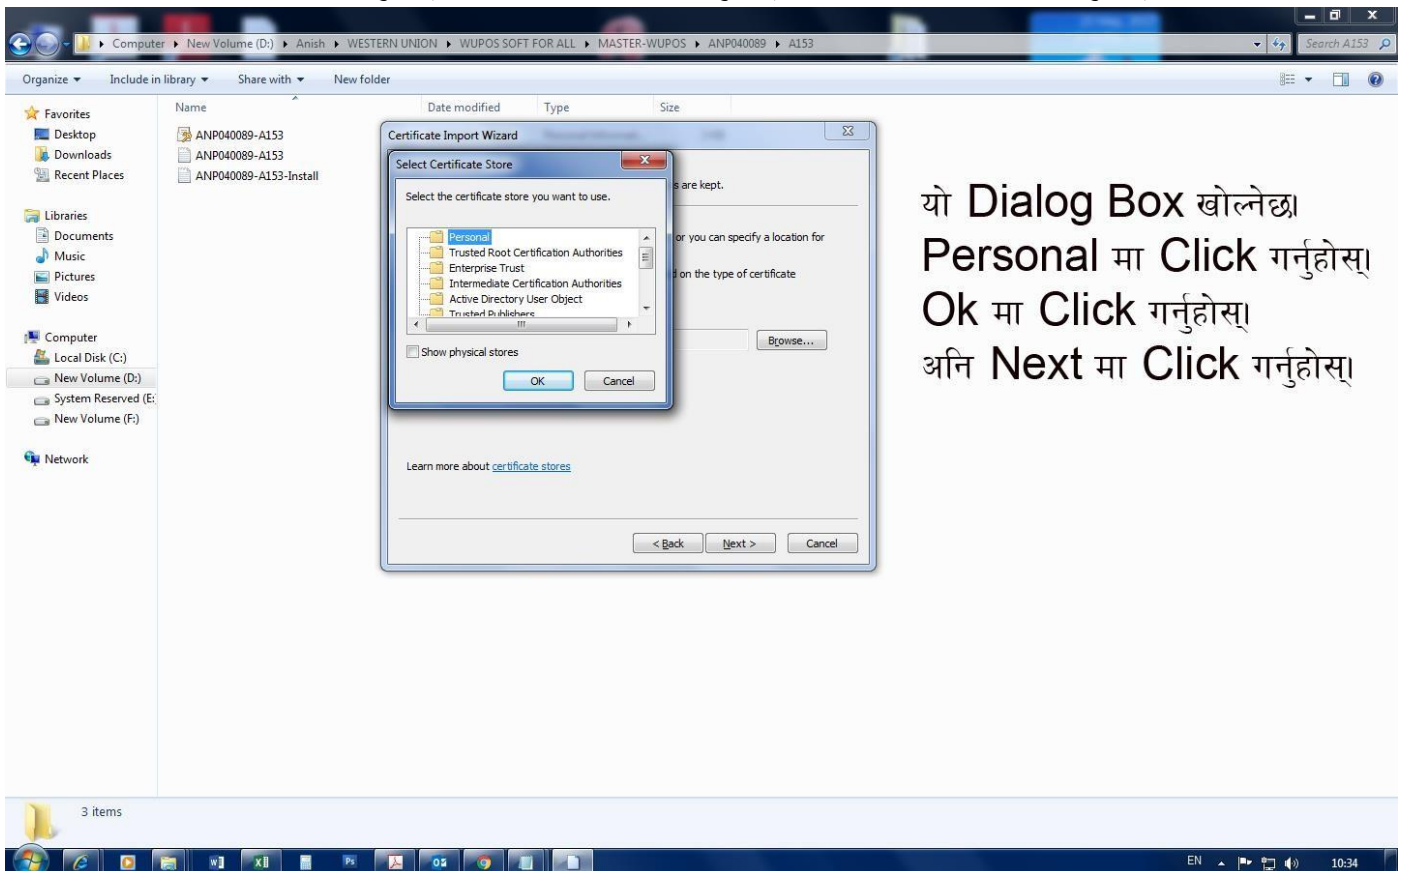 Computer ▸ New Volume (D:) ▸ Anish ▸ WESTERN UNION ▸ WUPOS SOFT FOR ALL ▸ MASTER-WUPOS ▸ ANP040089 ▸ A153
Search A153
Organize Include in library Share with New folder
Name Date modified Type Size
Favorites
Desktop
Downloads
Recent Places
Libraries
Documents
Music
Pictures
Videos
Computer
Local Disk (C:)
New Volume (D:)
System Reserved (E:
New Volume (F:)
Network
ANP040089-A153
ANP040089-A153
ANP040089-A153-Install
Certificate Import Wizard
Select Certificate Store
Select the certificate store you want to use.
Personal
Trusted Root Certification Authorities
Enterprise Trust
Intermediate Certification Authorities
Active Directory User Object
Trusted Publishers
Show physical stores
OK Cancel
s are kept.
or you can specify a location for
d on the type of certificate
Browse...
Learn more about certificate stores
< Back Next > Cancel
यो Dialog Box खोल्नेछ।
Personal मा Click गर्नुहोस्।
Ok मा Click गर्नुहोस्।
अनि Next मा Click गर्नुहोस्।
3 items
EN 10:34